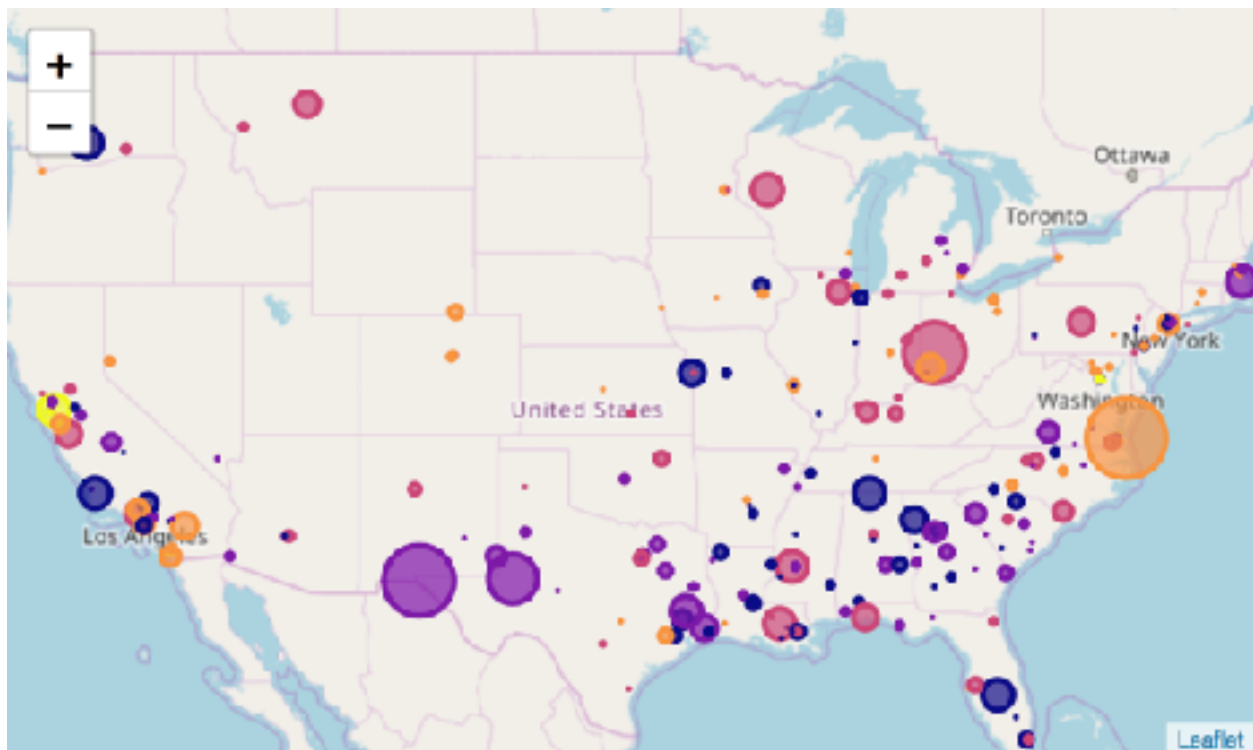 +
−
Ottawa
Toronto
New York
United States
Washington
Los Angeles
Leaflet